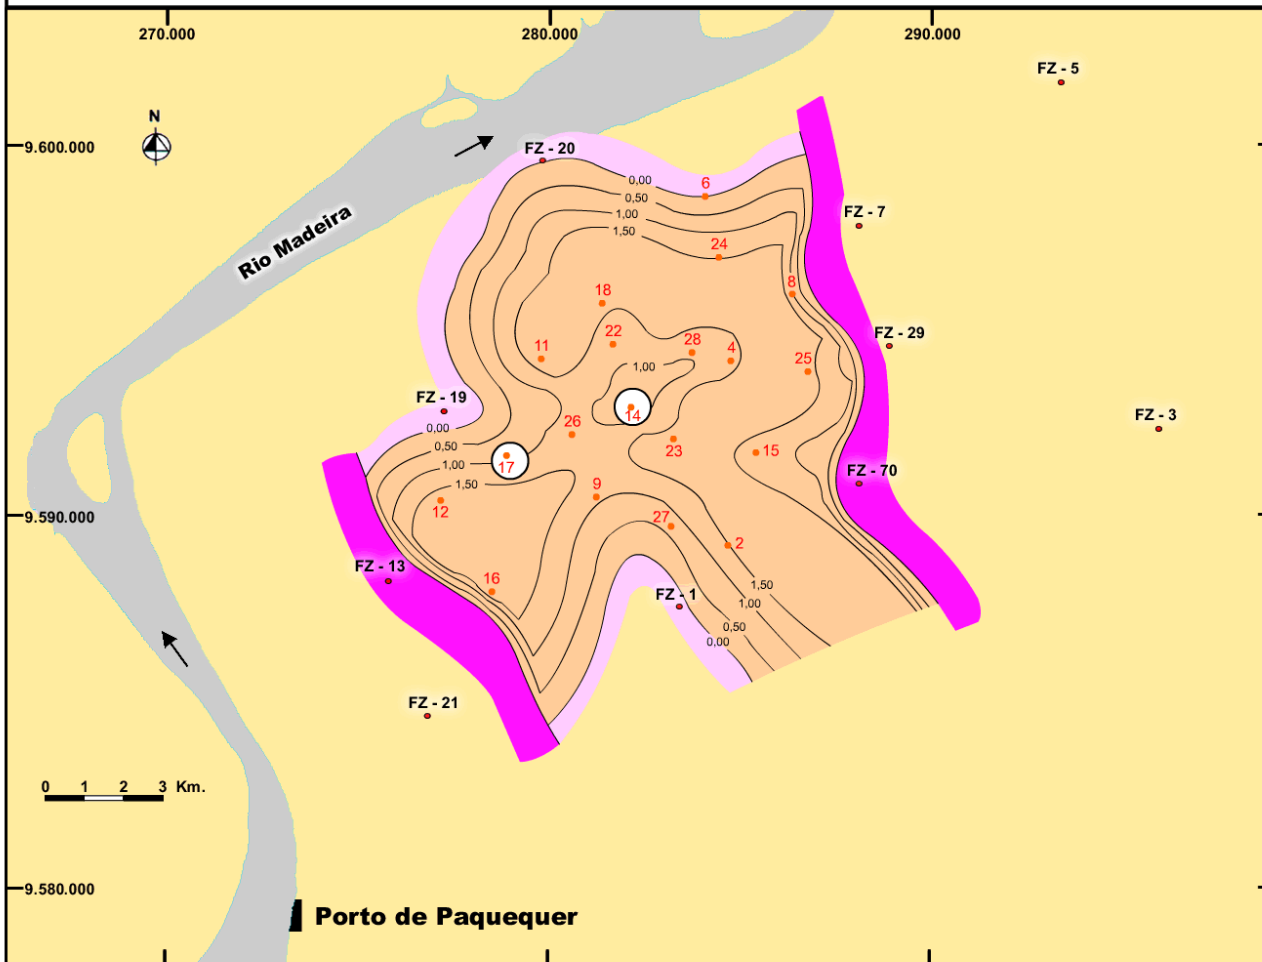 270.000
280.000
290.000
FZ - 5
N
9.600.000
FZ - 20
0,00
6
0,50
FZ - 7
1,00
Rio Madeira
1,50
24
8
18
22
FZ - 29
28
4
11
1,00
25
FZ - 19
14
FZ - 3
0,00
26
0,50
23
15
1,00
17
FZ - 70
1,50
9
12
27
9.590.000
2
FZ - 13
16
1,50
FZ - 1
1,00
0,50
0,00
FZ - 21
0 1 2 3 Km.
9.580.000
Porto de Paquequer